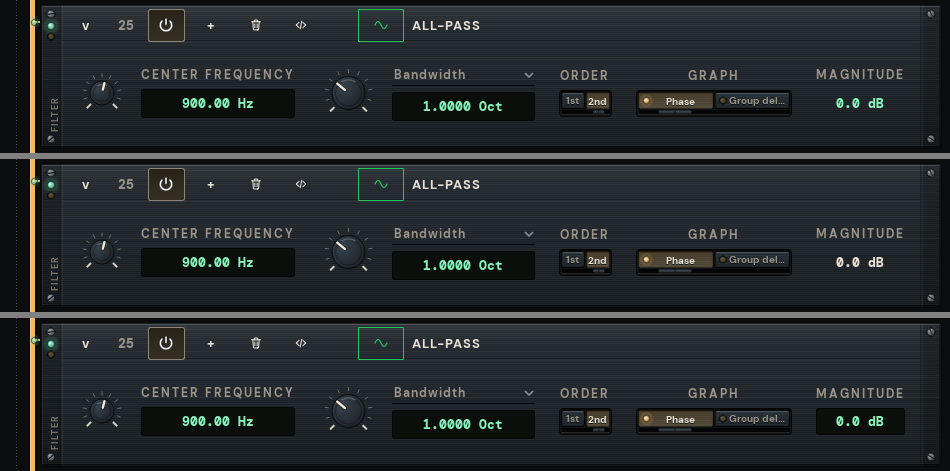 v 25 + </> ALL-PASS
CENTER FREQUENCY Bandwidth ORDER GRAPH MAGNITUDE
900.00 Hz 1.0000 Oct 1st 2nd Phase Group del... 0.0 dB
FILTER
v 25 + </> ALL-PASS
CENTER FREQUENCY Bandwidth ORDER GRAPH MAGNITUDE
900.00 Hz 1.0000 Oct 1st 2nd Phase Group del... 0.0 dB
FILTER
v 25 + </> ALL-PASS
CENTER FREQUENCY Bandwidth ORDER GRAPH MAGNITUDE
900.00 Hz 1.0000 Oct 1st 2nd Phase Group del... 0.0 dB
FILTER